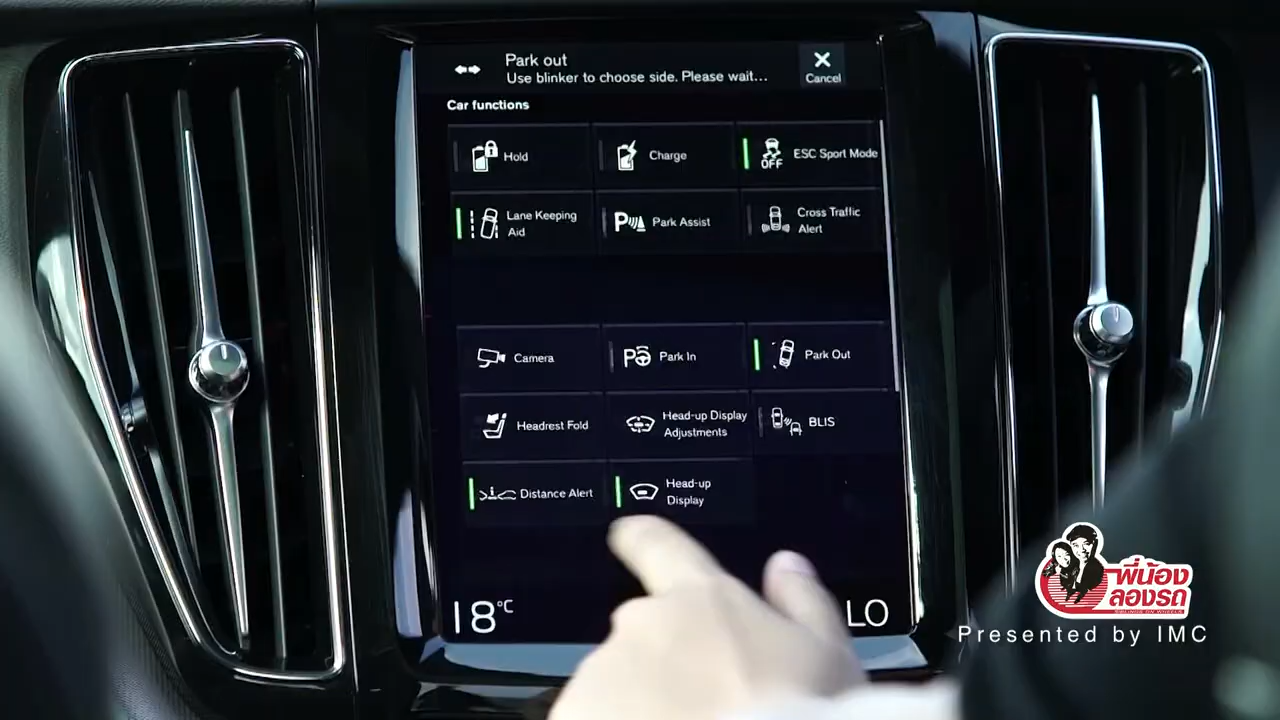 Park out
Use blinker to choose side. Please wait...
Cancel
Car functions
Hold
Charge
OFF
ESC Sport Mode
Lane Keeping
Aid
Park Assist
Cross Traffic
Alert
Camera
Park In
Park Out
Headrest Fold
Head-up Display
Adjustments
BLIS
Distance Alert
Head-up
Display
18°C
LO
พี่น้อง
ลองรถ
Presented by IMC